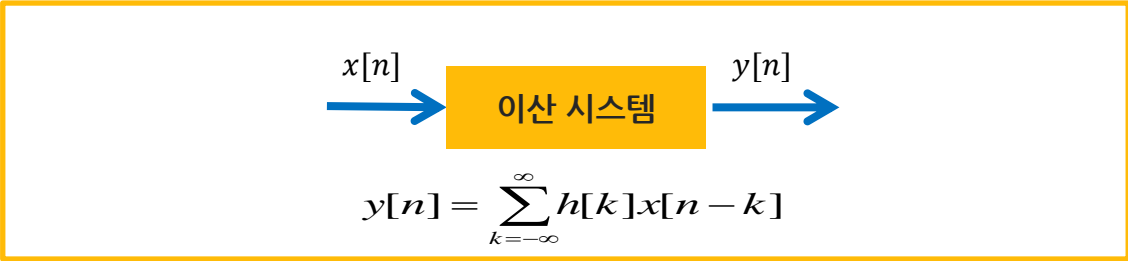 x[n] y[n]
이산 시스템
y[n] = ∑_{k=-∞}^{∞} h[k]x[n-k]